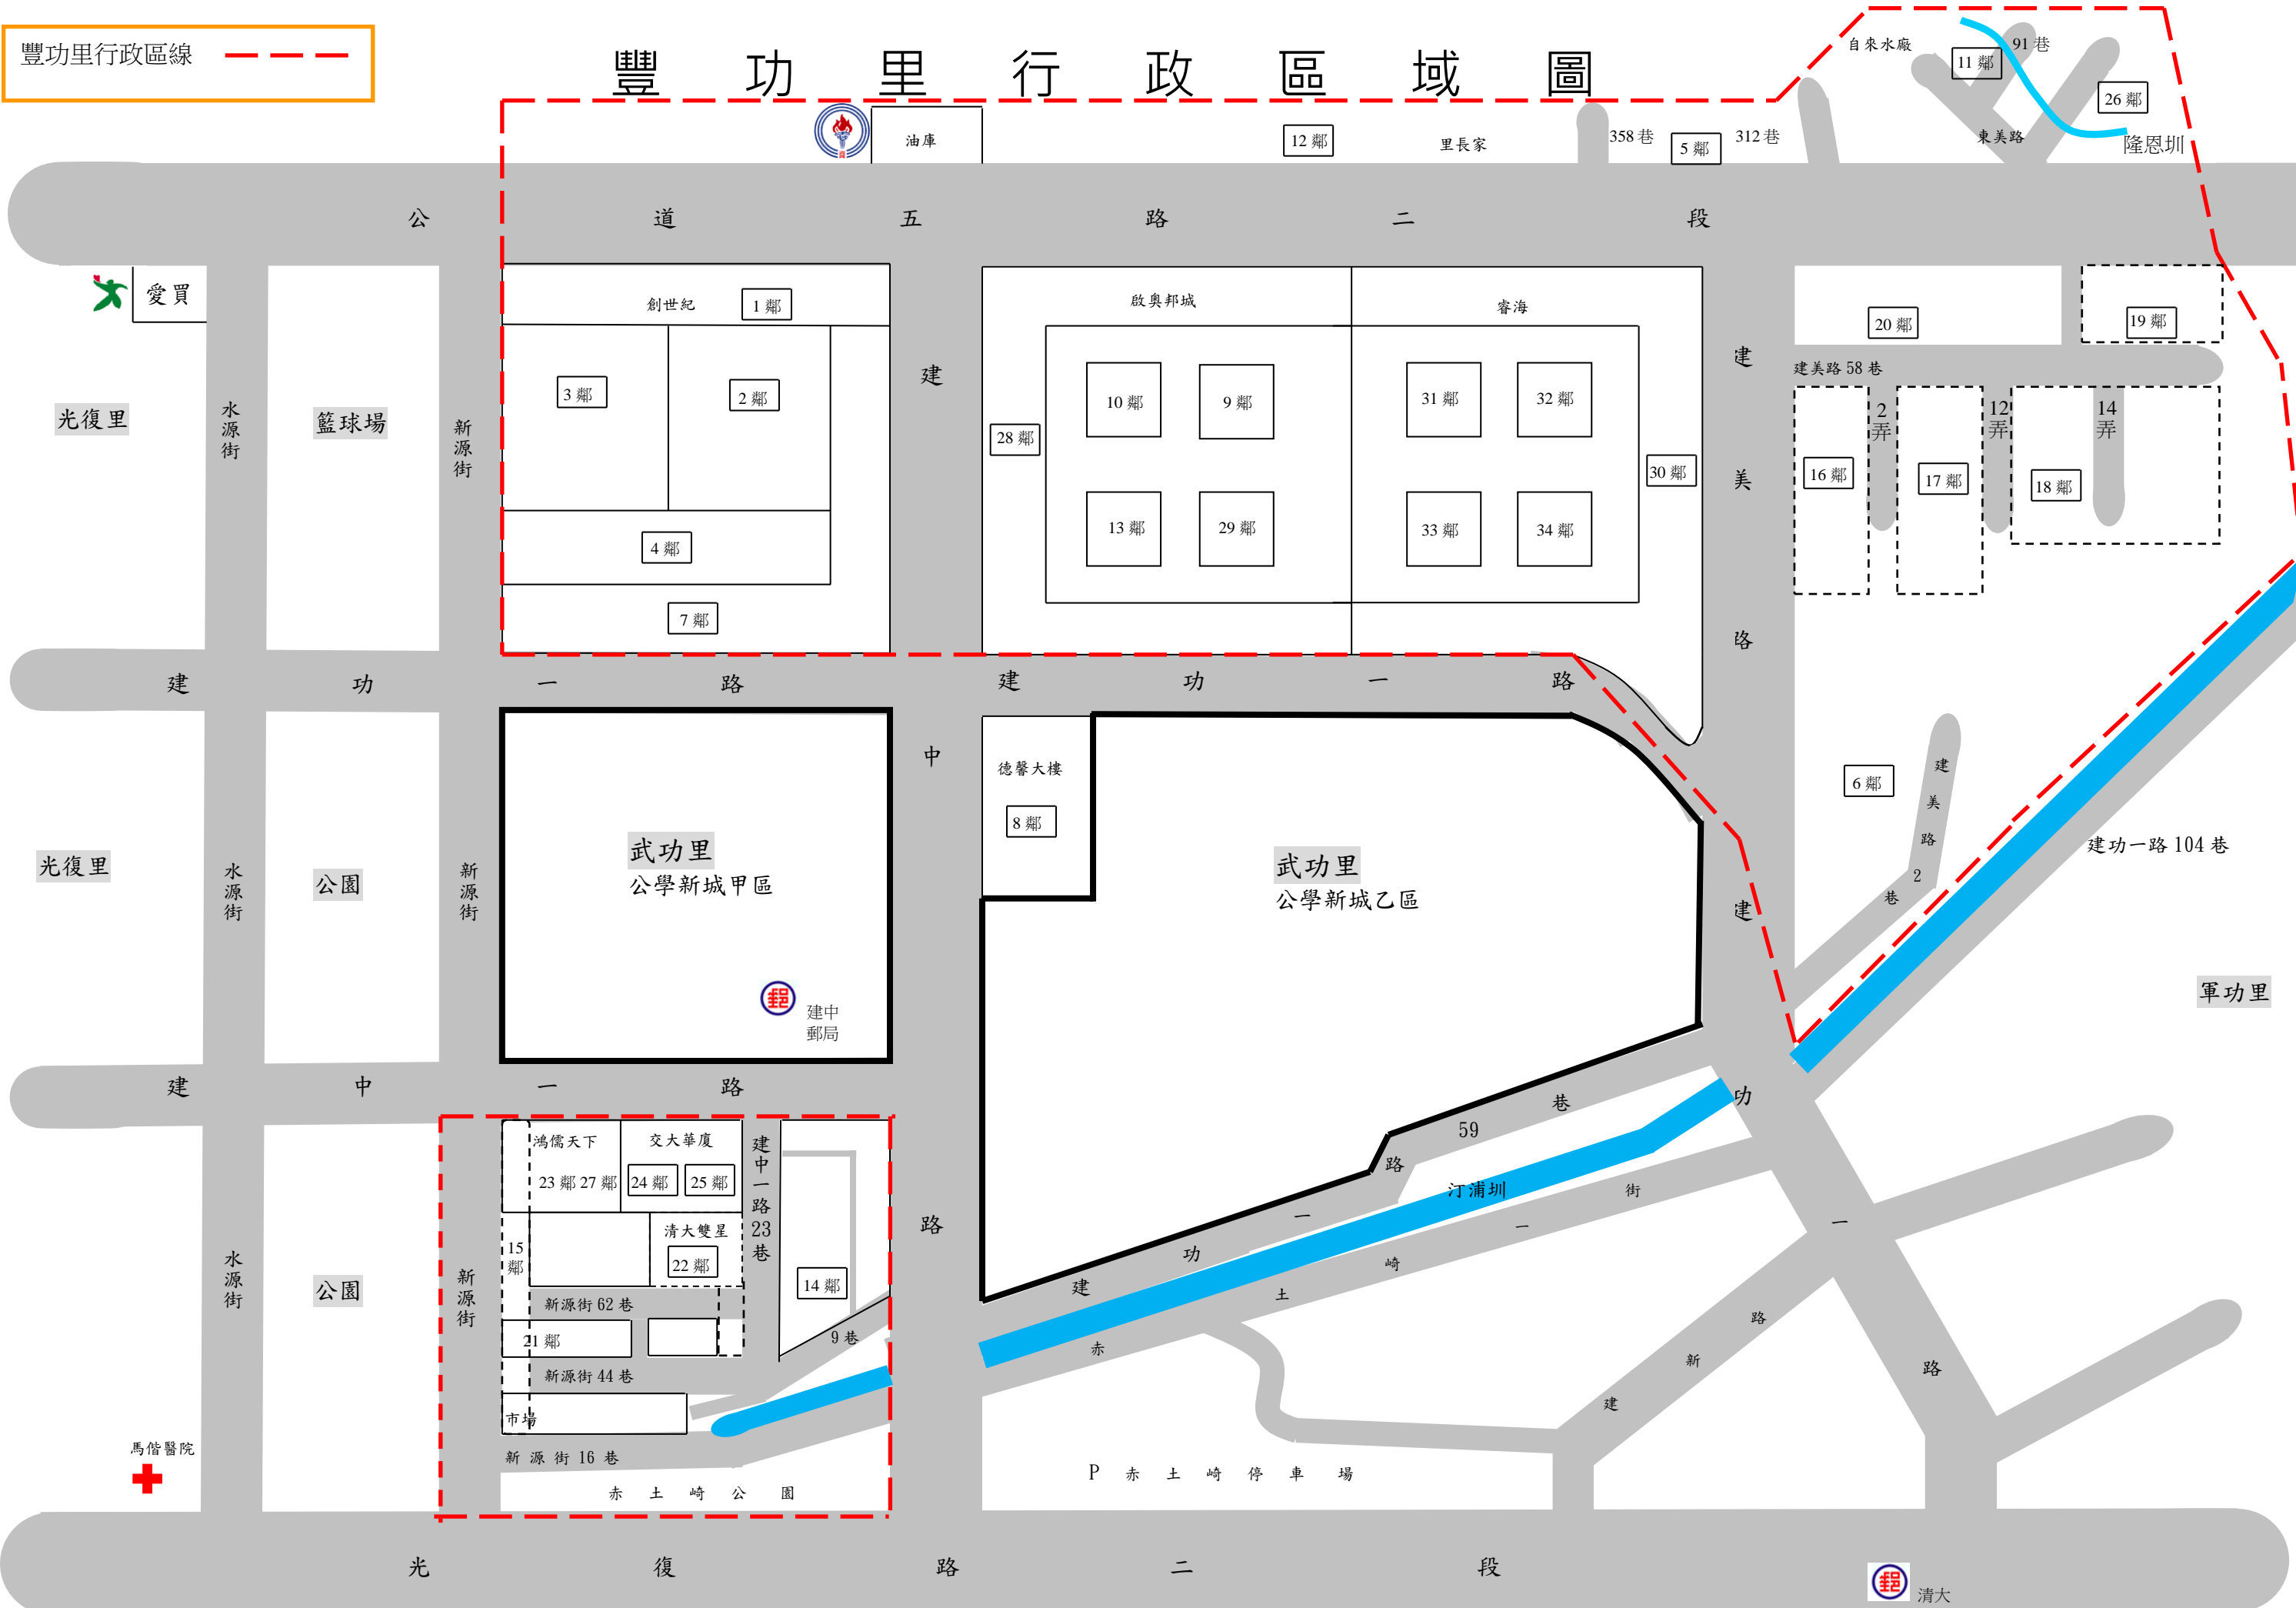 豐功里行政區線
豐功里行政區域圖
自來水廠
91巷
11鄰
26鄰
東美路
隆恩圳
油庫
12鄰
里長家
358巷
5鄰
312巷
公道五路二段
愛買
創世紀
1鄰
啟奧邦城
睿海
20鄰
19鄰
建美路58巷
3鄰
2鄰
10鄰
9鄰
31鄰
32鄰
2弄
12弄
14弄
光復里
水源街
籃球場
新源街
28鄰
30鄰
16鄰
17鄰
18鄰
4鄰
13鄰
29鄰
33鄰
34鄰
7鄰
建功一路
建功一路
建中路
建美路
德馨大樓
8鄰
6鄰
建美路2巷
建功一路104巷
光復里
水源街
公園
新源街
武功里
公學新城甲區
武功里
公學新城乙區
建中
郵局
軍功里
建中一路
建功一路
建功一路59巷
汀浦圳
赤土崎一街
鴻儒天下
交大華廈
23鄰27鄰
24鄰
25鄰
建中一路23巷
清大雙星
22鄰
15鄰
14鄰
水源街
公園
新源街
新源街62巷
21鄰
9巷
新源街44巷
市場
新源街16巷
赤土崎公園
馬偕醫院
P赤土崎停車場
建新路
光復路二段
清大